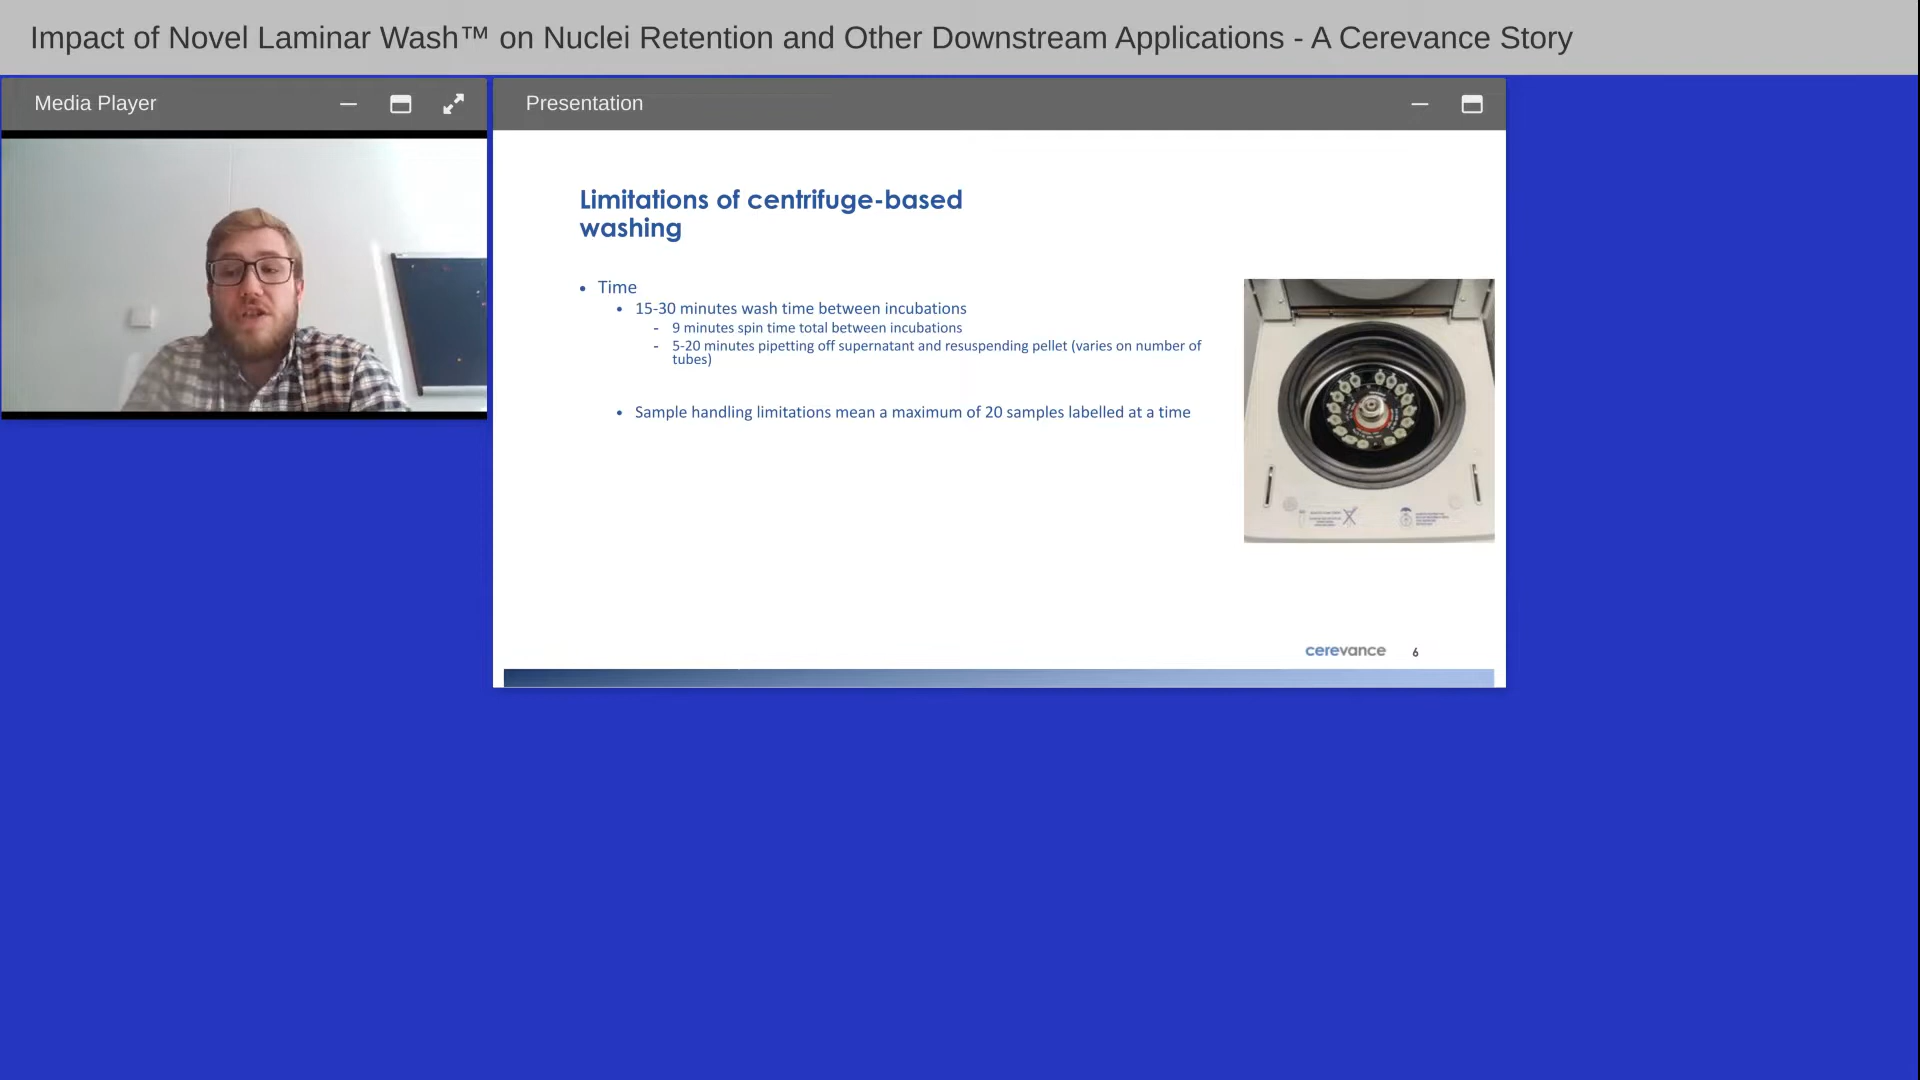 Impact of Novel Laminar Wash™ on Nuclei Retention and Other Downstream Applications - A Cerevance Story
Media Player
Presentation
Limitations of centrifuge-based
washing
• Time
• 15-30 minutes wash time between incubations
- 9 minutes spin time total between incubations
- 5-20 minutes pipetting off supernatant and resuspending pellet (varies on number of
tubes)
• Sample handling limitations mean a maximum of 20 samples labelled at a time
cerevance 6